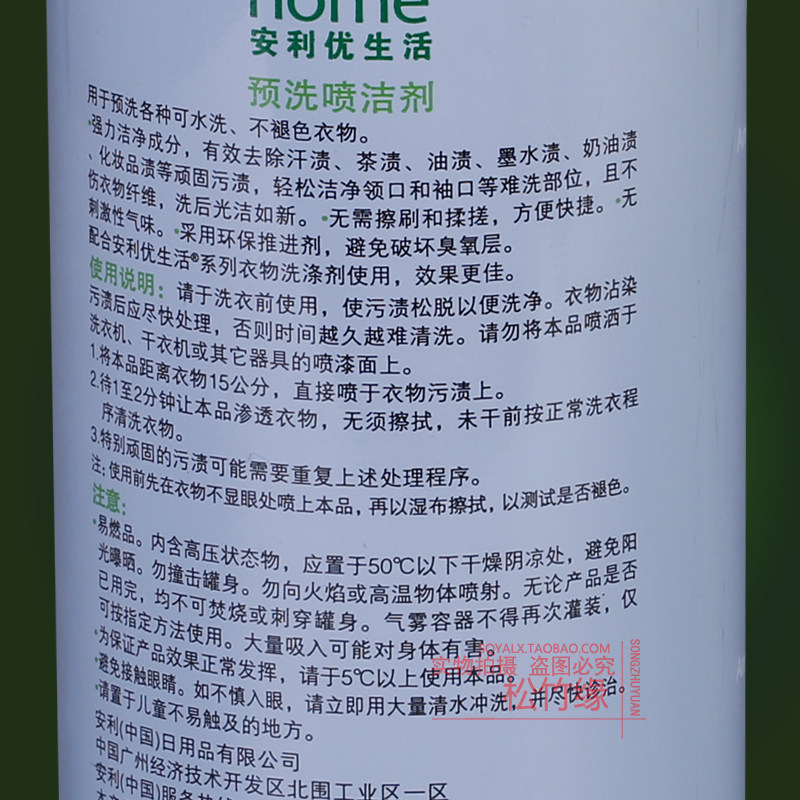 home
安利优生活
预洗喷洁剂
用于预洗各种可水洗、不褪色衣物。
·强力洁净成分，有效去除汗渍、茶渍、油渍、墨水渍、奶油渍
、化妆品渍等顽固污渍，轻松洁净领口和袖口等难洗部位，且不
伤衣物纤维，洗后光洁如新。·无需擦刷和揉搓，方便快捷。·无
刺激性气味。·采用环保推进剂，避免破坏臭氧层。
配合安利优生活®系列衣物洗涤剂使用，效果更佳。
使用说明：请于洗衣前使用，使污渍松脱以便洗净。衣物沾染
污渍后应尽快处理，否则时间越久越难清洗。请勿将本品喷洒于
洗衣机、干衣机或其它器具的喷漆面上。
1.将本品距离衣物15公分，直接喷于衣物污渍上。
2.待1至2分钟让本品渗透衣物，无须擦拭，未干前按正常洗衣程
序清洗衣物。
3.特别顽固的污渍可能需要重复上述处理程序。
注：使用前先在衣物不显眼处喷上本品，再以湿布擦拭，以测试是否褪色。
注意：
·易燃品。内含高压状态物，应置于50℃以下干燥阴凉处，避免阳
光曝晒。勿撞击罐身。勿向火焰或高温物体喷射。无论产品是否
已用完，均不可焚烧或刺穿罐身。气雾容器不得再次灌装，仅
可按指定方法使用。大量吸入可能对身体有害。
·为保证产品效果正常发挥，请于5℃以上使用本品。
·避免接触眼睛。如不慎入眼，请立即用大量清水冲洗，并尽快诊治。
·请置于儿童不易触及的地方。
安利(中国)日用品有限公司
中国广州经济技术开发区北围工业区一区
安利(中国)服务热线
SOYALX.TAOBAO.COM
实物拍摄 盗图必究
松竹缘
SONGZHUYUAN